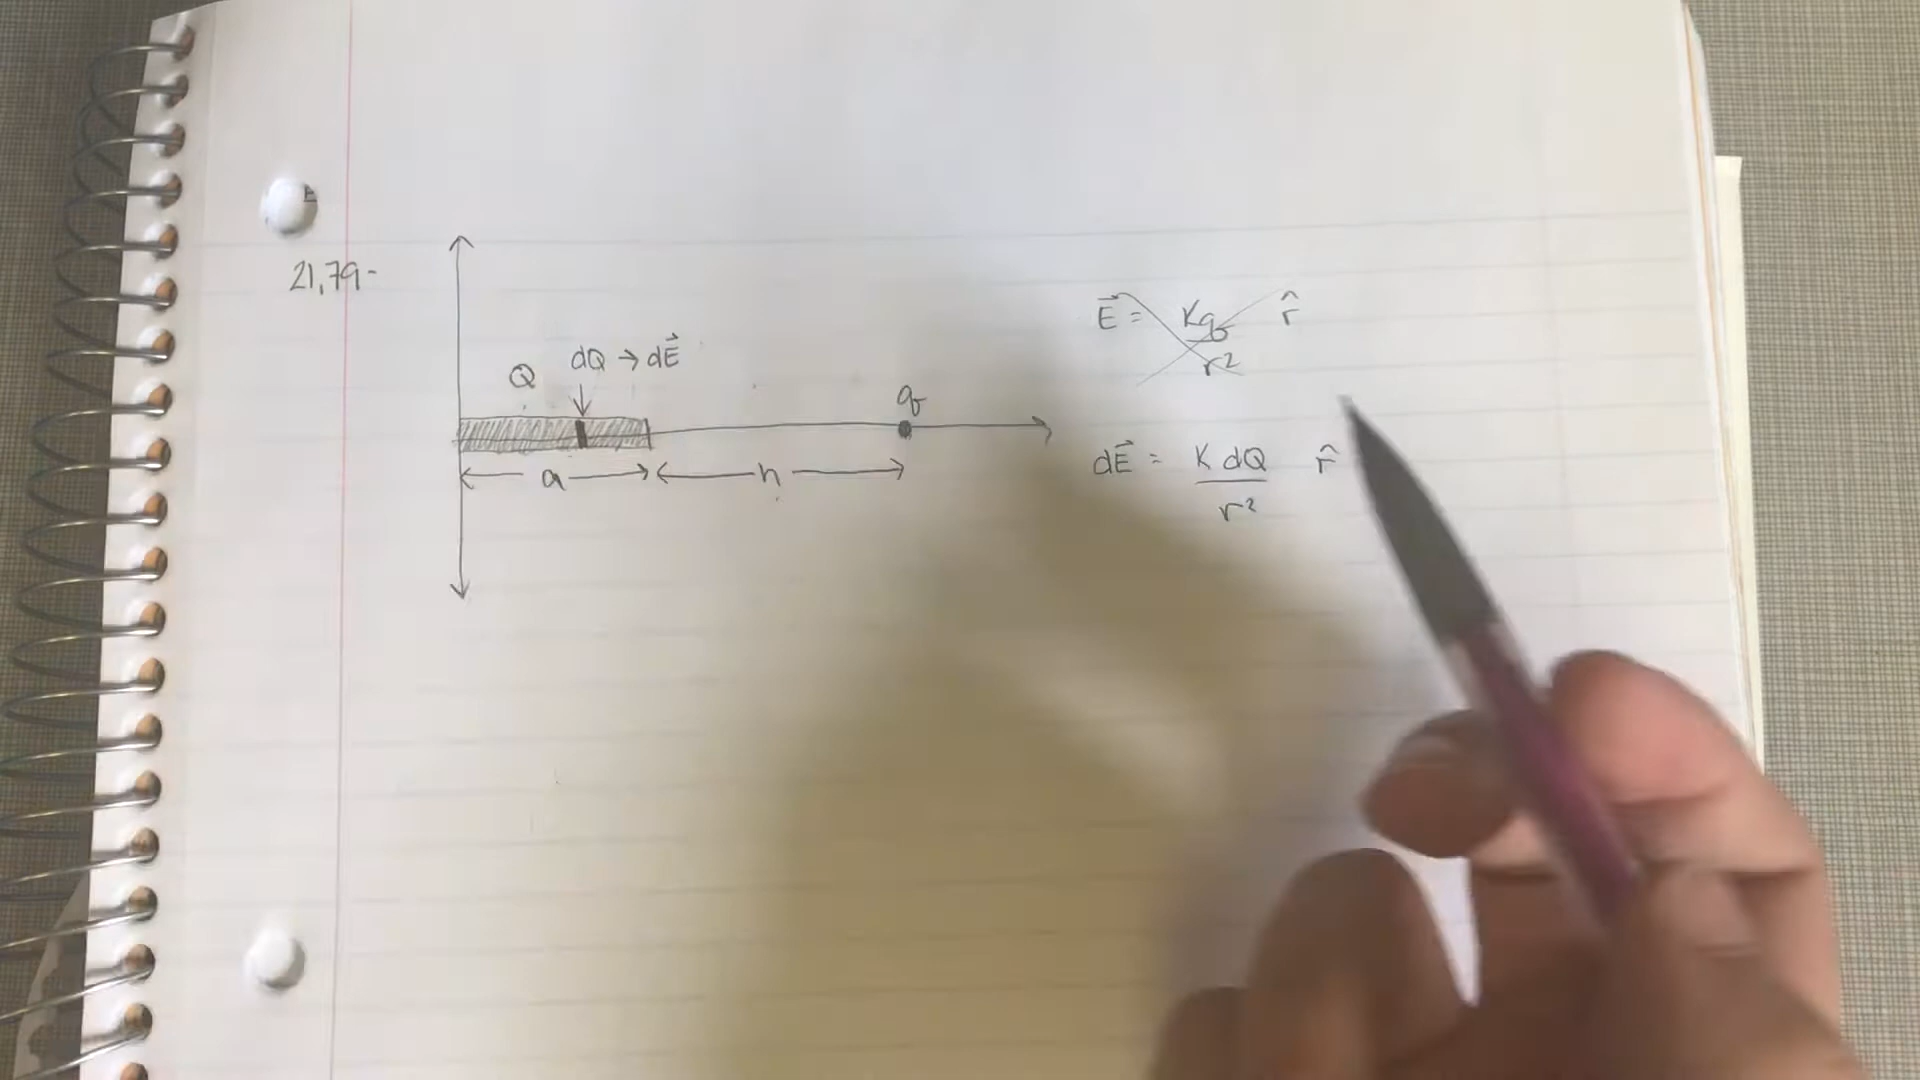 21,79-
E⃗ = Kq/r² r̂
Q dQ → dE⃗
q
a h
dE⃗ = K dQ/r² r̂